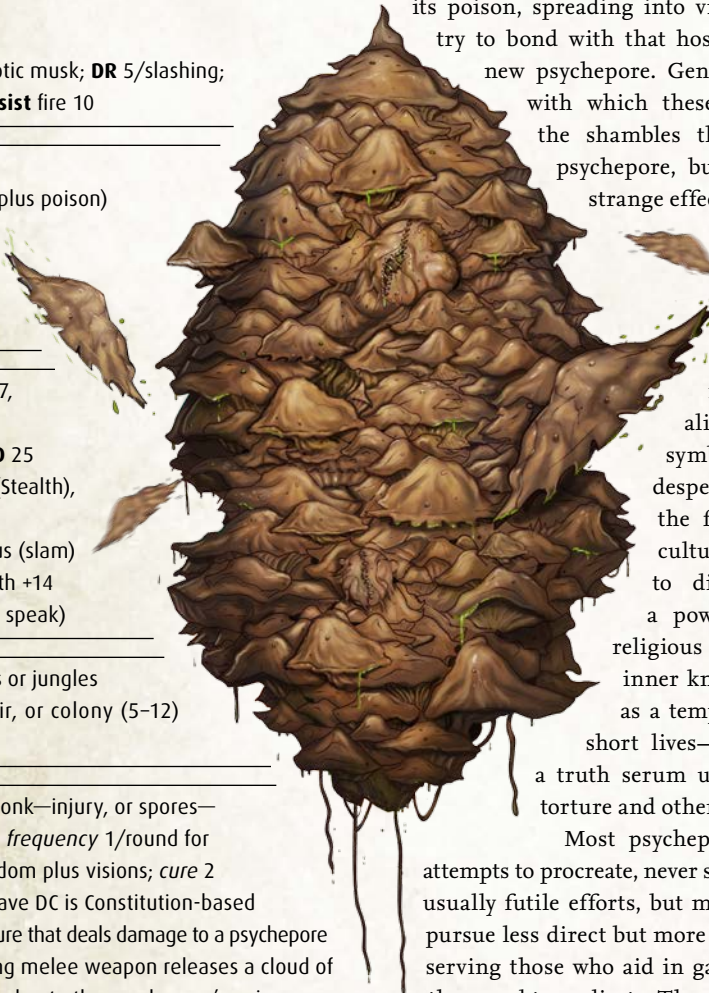 otic musk; DR 5/slashing;
sist fire 10
plus poison)
7,
D 25
Stealth),
us (slam)
th +14
speak)
s or jungles
ir, or colony (5–12)
onk—injury, or spores—
frequency 1/round for
dom plus visions; cure 2
ave DC is Constitution-based
ure that deals damage to a psychepore
ng melee weapon releases a cloud of
its poison, spreading into vi
try to bond with that hos
new psychepore. Gen
with which these
the shambles th
psychepore, bu
strange effec
ali
symb
despe
the f
cultu
to di
a pow
religious
inner kn
as a temp
short lives—
a truth serum u
torture and other
Most psychep
attempts to procreate, never s
usually futile efforts, but m
pursue less direct but more
serving those who aid in ga